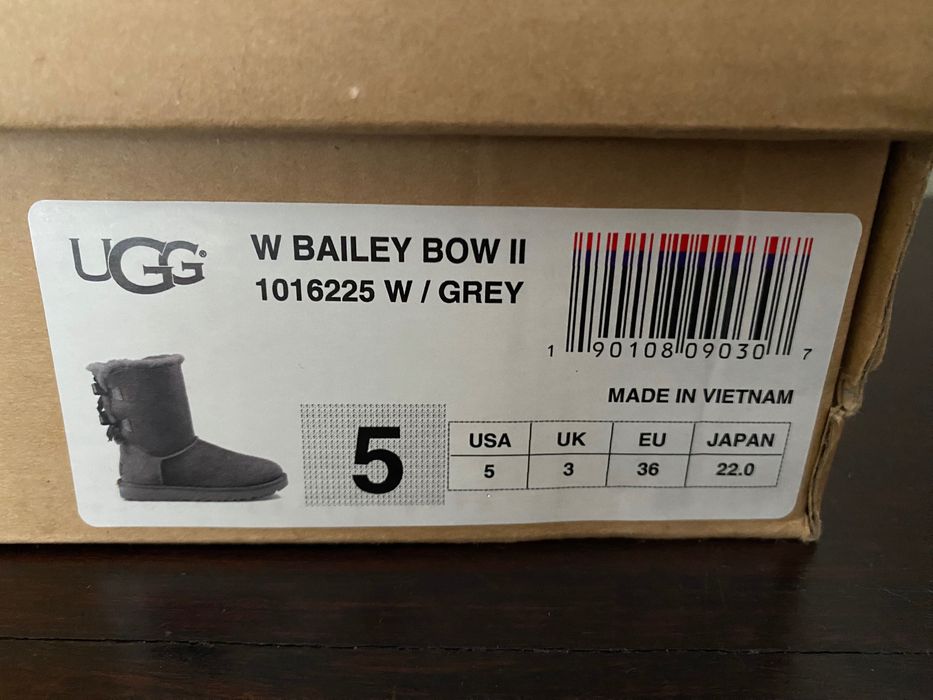 UGG®
W BAILEY BOW II
1016225 W / GREY
1 90108 09030 7
MADE IN VIETNAM
5
USA UK EU JAPAN
5 3 36 22.0